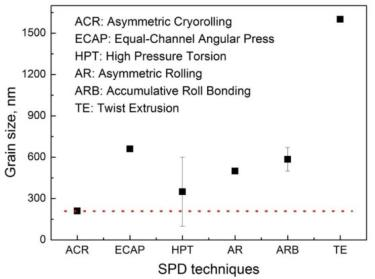 ACR: Asymmetric Cryorolling
ECAP: Equal-Channel Angular Press
HPT: High Pressure Torsion
AR: Asymmetric Rolling
ARB: Accumulative Roll Bonding
TE: Twist Extrusion
Grain size, nm
1500
1200
900
600
300
0
ACR ECAP HPT AR ARB TE
SPD techniques